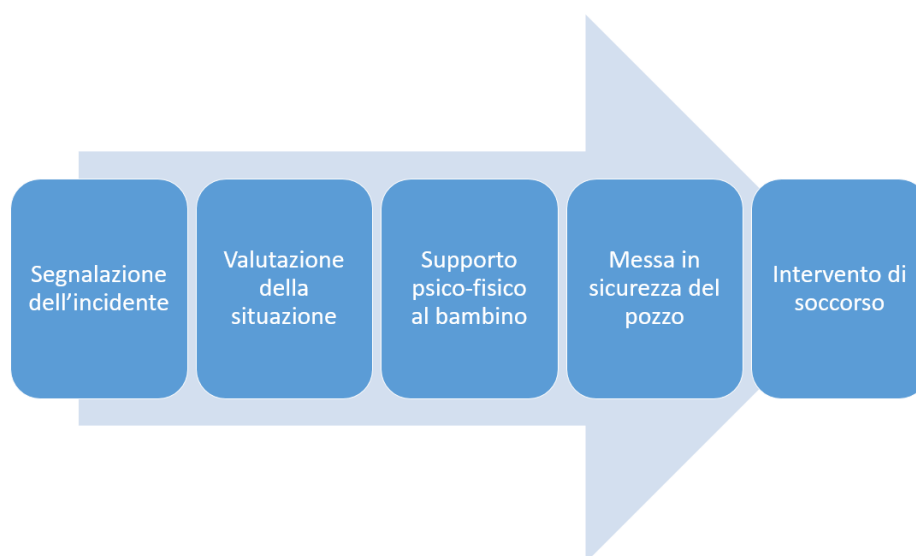 Segnalazione
dell’incidente
Valutazione
della
situazione
Supporto
psico-fisico
al bambino
Messa in
sicurezza del
pozzo
Intervento di
soccorso